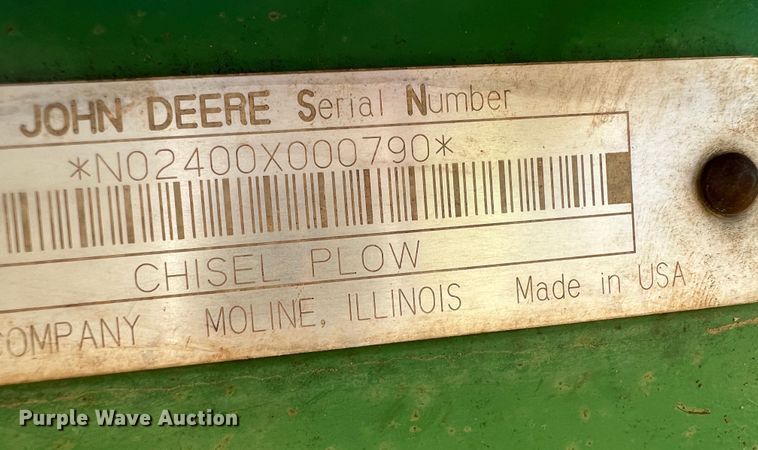 JOHN DEERE Serial Number
*N02400X000790*
CHISEL PLOW
COMPANY MOLINE, ILLINOIS Made in USA
Purple Wave Auction